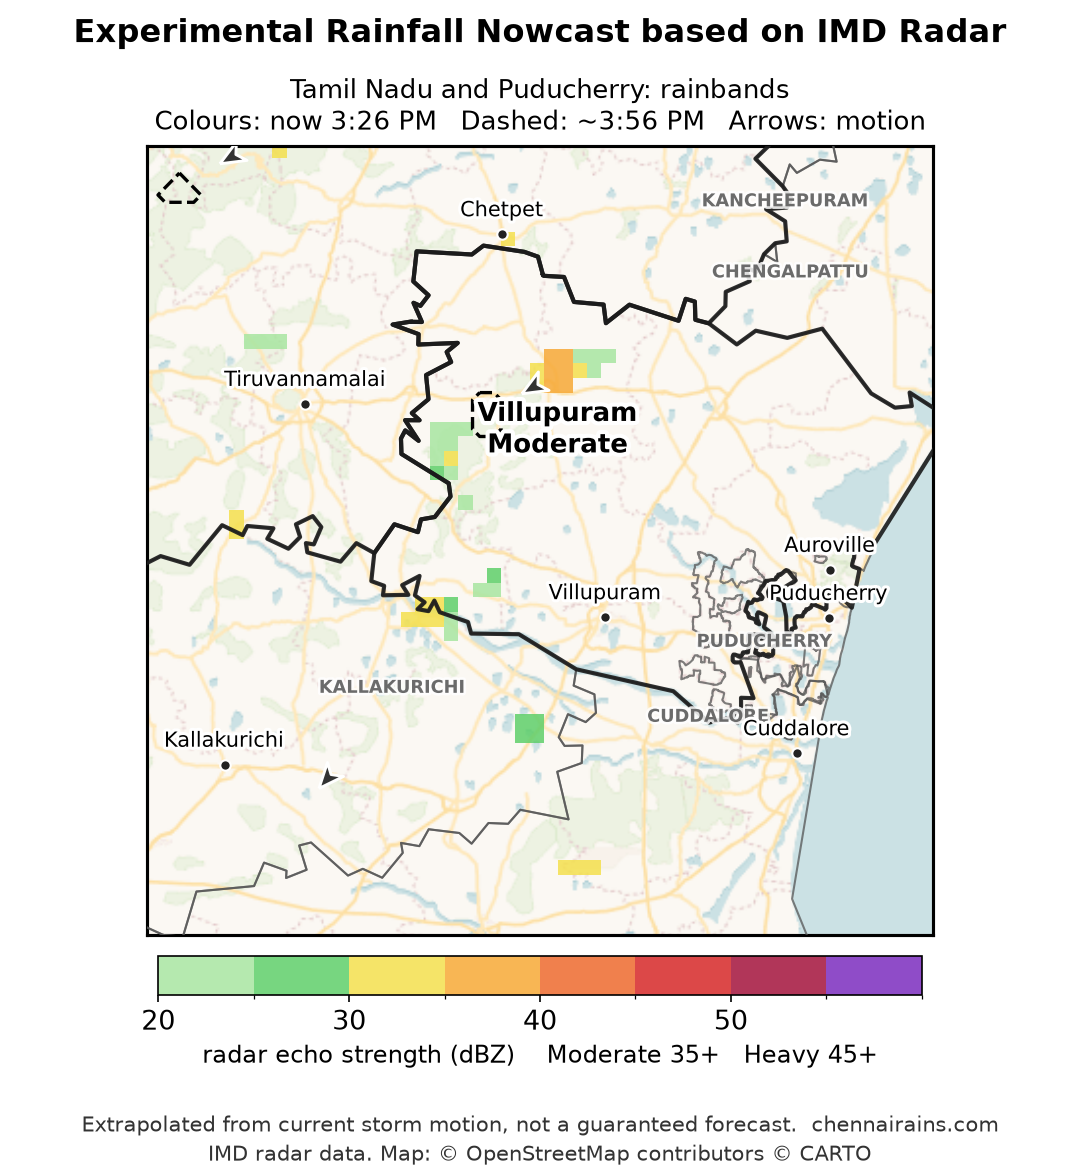 Experimental Rainfall Nowcast based on IMD Radar
Tamil Nadu and Puducherry: rainbands
Colours: now 3:26 PM   Dashed: ~3:56 PM   Arrows: motion
KANCHEEPURAM
Chetpet
CHENGALPATTU
Tiruvannamalai
Villupuram
Moderate
Auroville
Villupuram
Puducherry
PUDUCHERRY
KALLAKURICHI
CUDDALORE
Cuddalore
Kallakurichi
20 30 40 50
radar echo strength (dBZ)    Moderate 35+   Heavy 45+
Extrapolated from current storm motion, not a guaranteed forecast.  chennairains.com
IMD radar data. Map: © OpenStreetMap contributors © CARTO